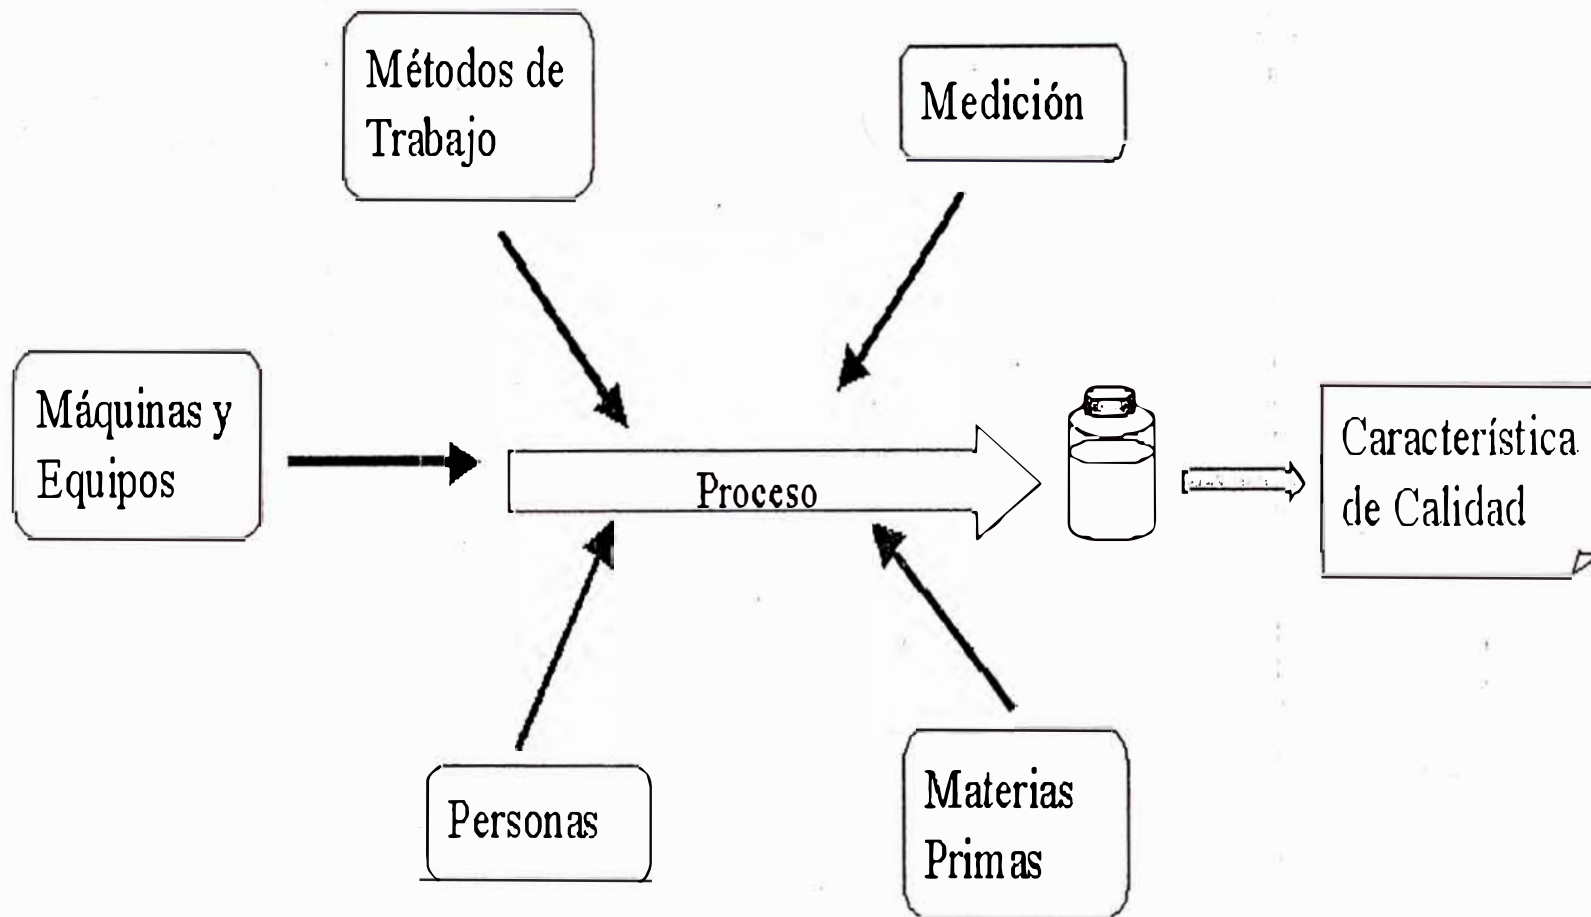 Métodos de
Trabajo
Medición
Máquinas y
Equipos
Proceso
Característica
de Calidad
Personas
Materias
Primas